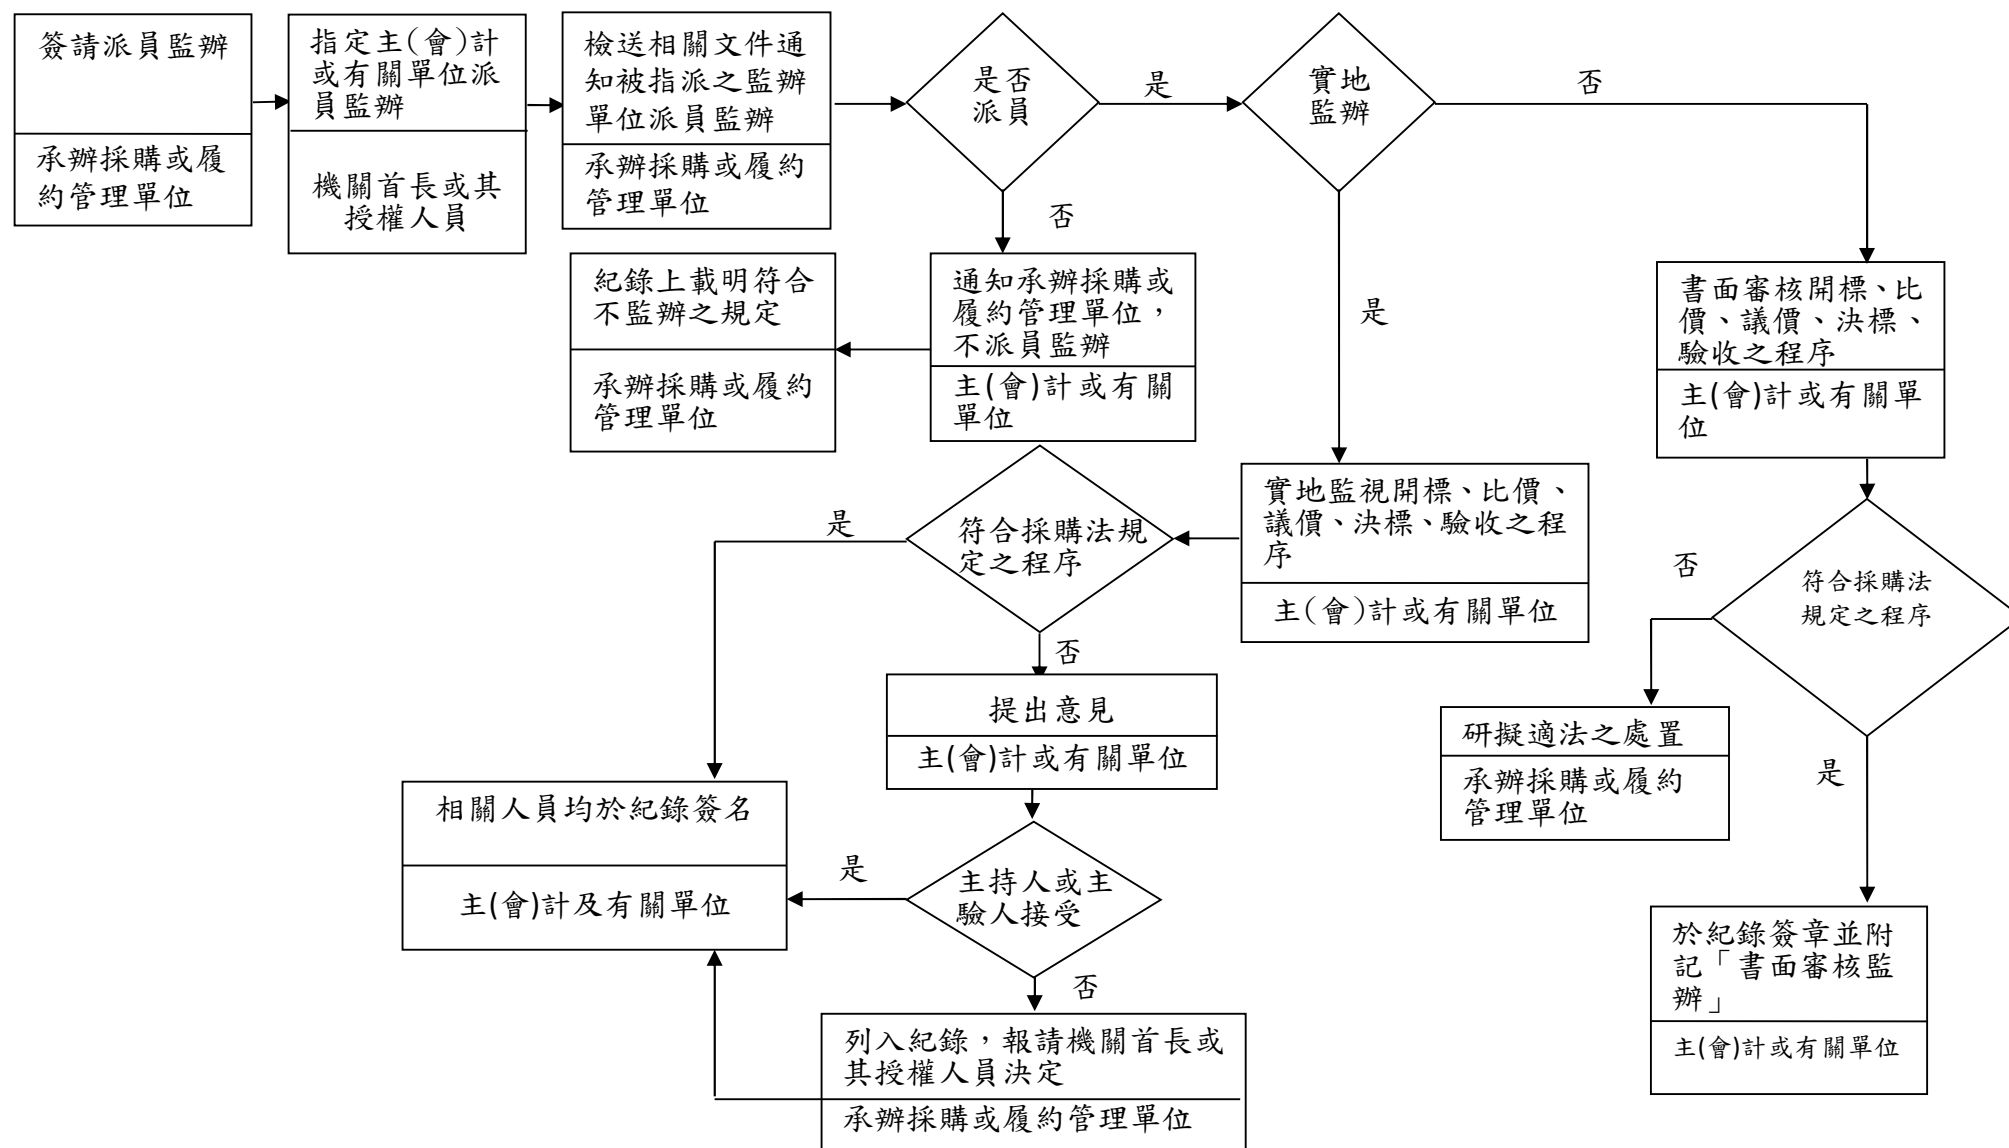 簽請派員監辦
承辦採購或履
約管理單位
指定主(會)計
或有關單位派
員監辦
機關首長或其
授權人員
檢送相關文件通
知被指派之監辦
單位派員監辦
承辦採購或履約
管理單位
是否
派員
是
實地
監辦
否
否
是
紀錄上載明符合
不監辦之規定
承辦採購或履約
管理單位
通知承辦採購或
履約管理單位，
不派員監辦
主(會)計或有關
單位
書面審核開標、比
價、議價、決標、
驗收之程序
主(會)計或有關單
位
實地監視開標、比價、
議價、決標、驗收之程
序
主(會)計或有關單位
符合採購法規
定之程序
是
否
提出意見
主(會)計或有關單位
相關人員均於紀錄簽名
主(會)計及有關單位
主持人或主
驗人接受
是
否
列入紀錄，報請機關首長或
其授權人員決定
承辦採購或履約管理單位
符合採購法
規定之程序
否
是
研擬適法之處置
承辦採購或履約
管理單位
於紀錄簽章並附
記「書面審核監
辦」
主(會)計或有關單位